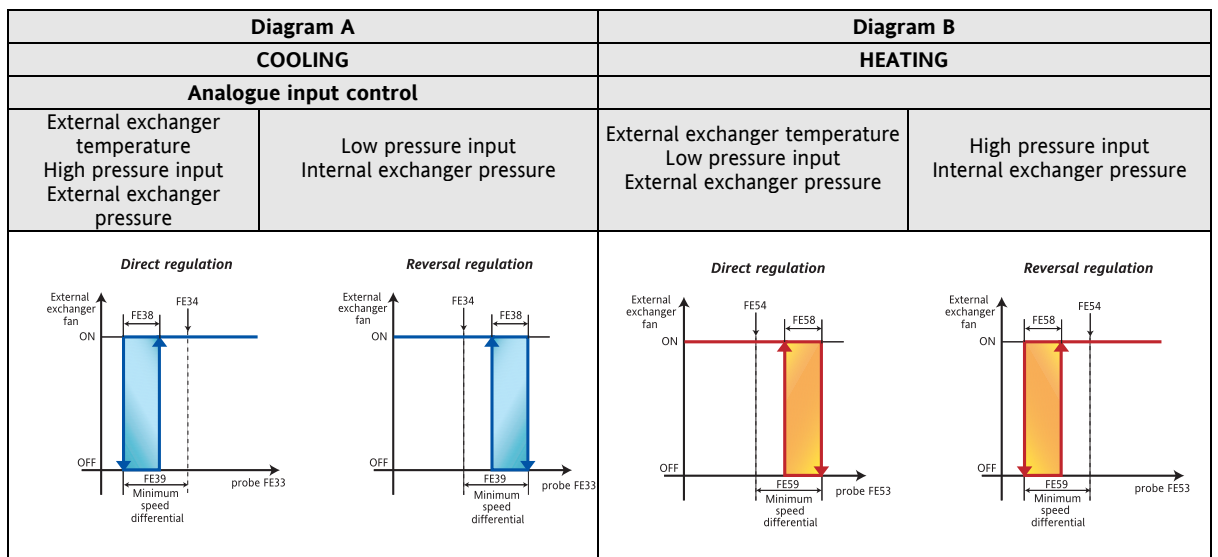 Diagram A
Diagram B
COOLING
HEATING
Analogue input control
External exchanger
temperature
High pressure input
External exchanger
pressure
Low pressure input
Internal exchanger pressure
External exchanger temperature
Low pressure input
External exchanger pressure
High pressure input
Internal exchanger pressure
Direct regulation
External
exchanger
fan
FE38
FE34
ON
OFF
FE39
Minimum
speed
differential
probe FE33
Reversal regulation
External
exchanger
fan
FE34
FE38
ON
OFF
FE39
Minimum
speed
differential
probe FE33
Direct regulation
External
exchanger
fan
FE54
FE58
ON
OFF
FE59
Minimum
speed
differential
probe FE53
Reversal regulation
External
exchanger
fan
FE58
FE54
ON
OFF
FE59
Minimum
speed
differential
probe FE53